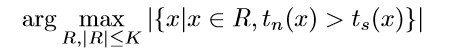 arg max_{R,|R|≤K} |{x|x ∈ R, t_n(x) > t_s(x)}|